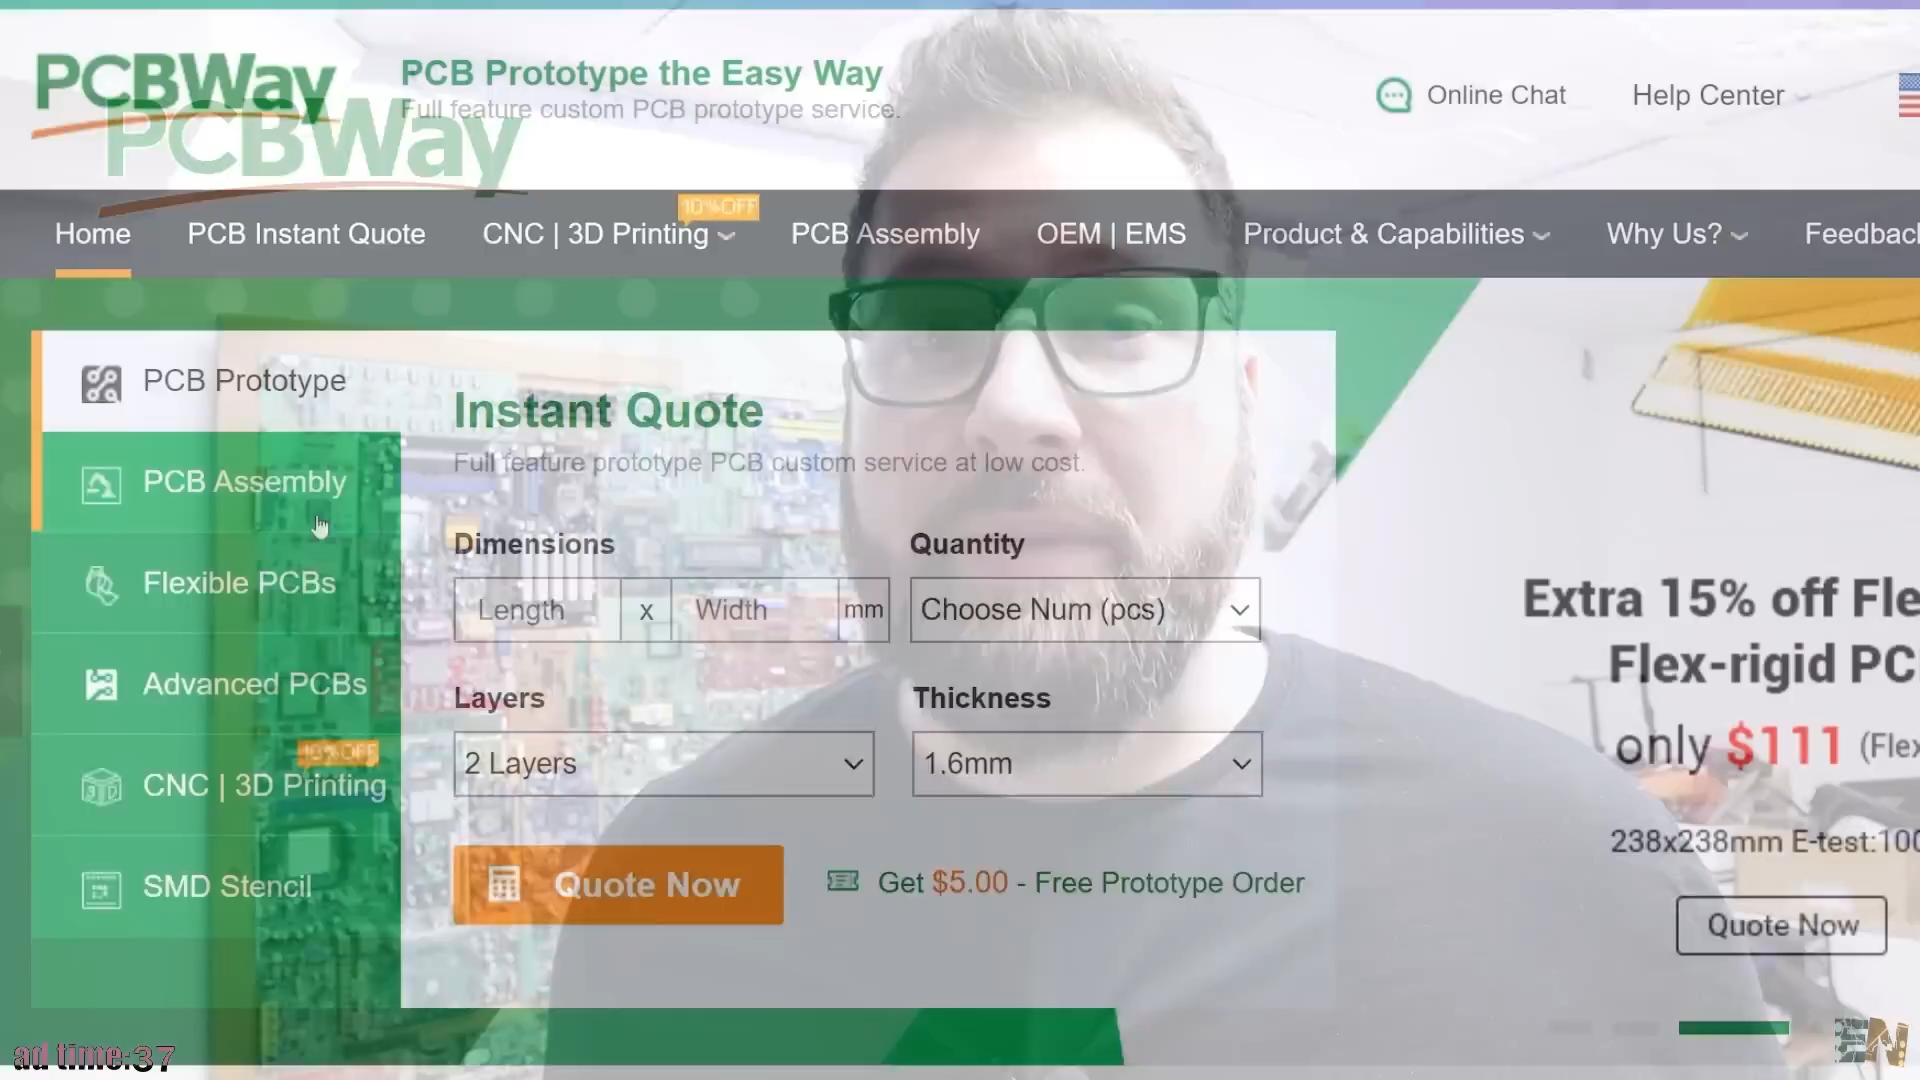 PCBWay
PCB Prototype the Easy Way
Full feature custom PCB prototype service.
Online Chat
Help Center
PCBWay
10%OFF
Home
PCB Instant Quote
CNC | 3D Printing
PCB Assembly
OEM | EMS
Product & Capabilities
Why Us?
Feedbac
PCB Prototype
PCB Assembly
Flexible PCBs
Advanced PCBs
10%OFF
CNC | 3D Printing
SMD Stencil
Instant Quote
Full feature prototype PCB custom service at low cost.
Dimensions
Quantity
Length x Width mm
Choose Num (pcs)
Layers
Thickness
2 Layers
1.6mm
Quote Now
Get $5.00 - Free Prototype Order
Extra 15% off Fle
Flex-rigid PC
only $111 (Flex
238x238mm E-test:100
Quote Now
ad time:37
EN